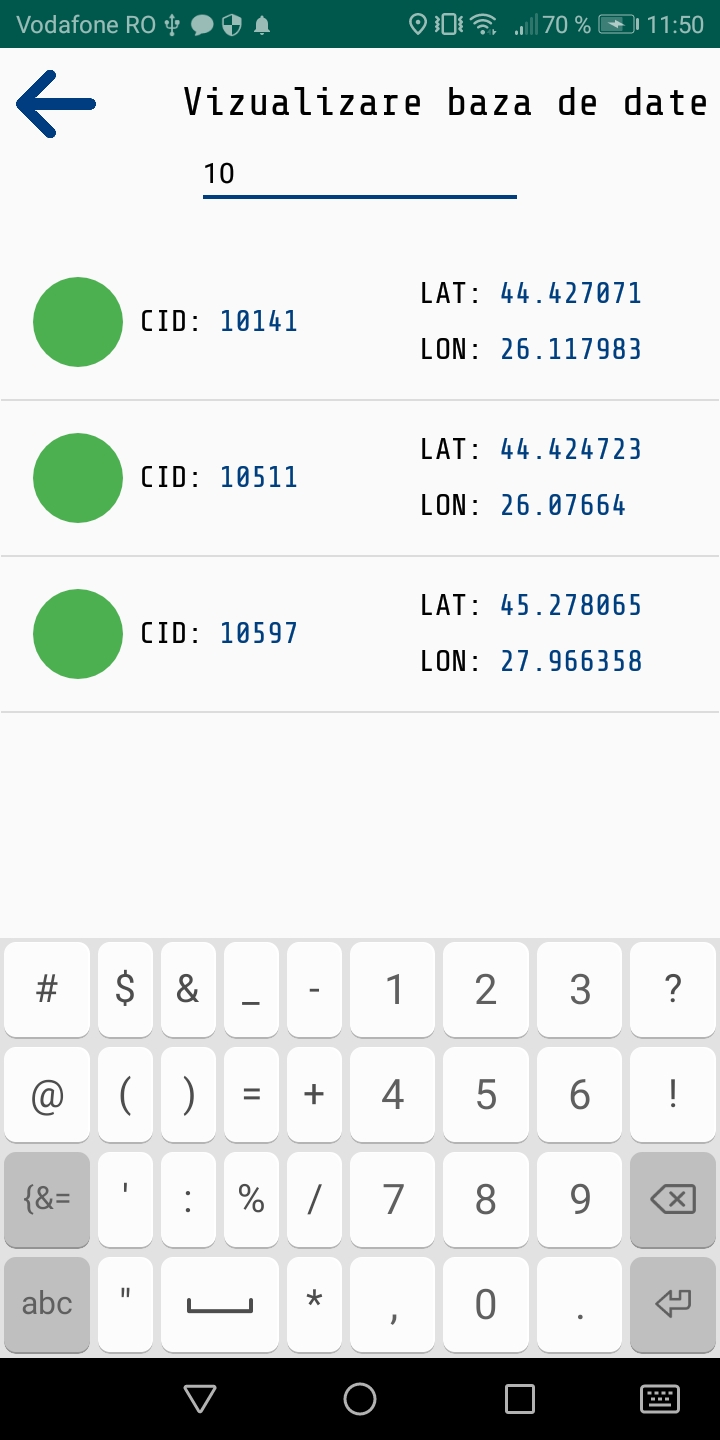 Vodafone RO 70 % 11:50
Vizualizare baza de date
10
CID: 10141
LAT: 44.427071
LON: 26.117983
CID: 10511
LAT: 44.424723
LON: 26.07664
CID: 10597
LAT: 45.278065
LON: 27.966358
# $ & _ - 1 2 3 ?
@ ( ) = + 4 5 6 !
{&= ' : % / 7 8 9
abc " * , 0 .